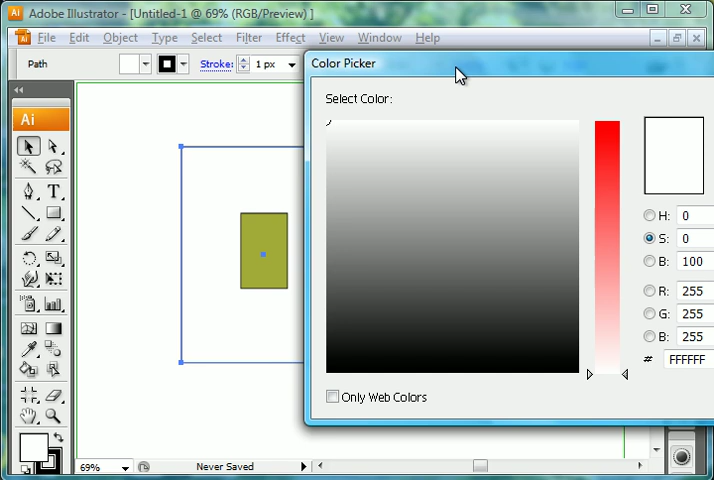 Adobe Illustrator - [Untitled-1 @ 69% (RGB/Preview) ]
File Edit Object Type Select Filter Effect View Window Help
Path Stroke: 1 px
Color Picker
Select Color:
Ai
T
H: 0
S: 0
B: 100
R: 255
G: 255
B: 255
# FFFFFF
Only Web Colors
69% Never Saved